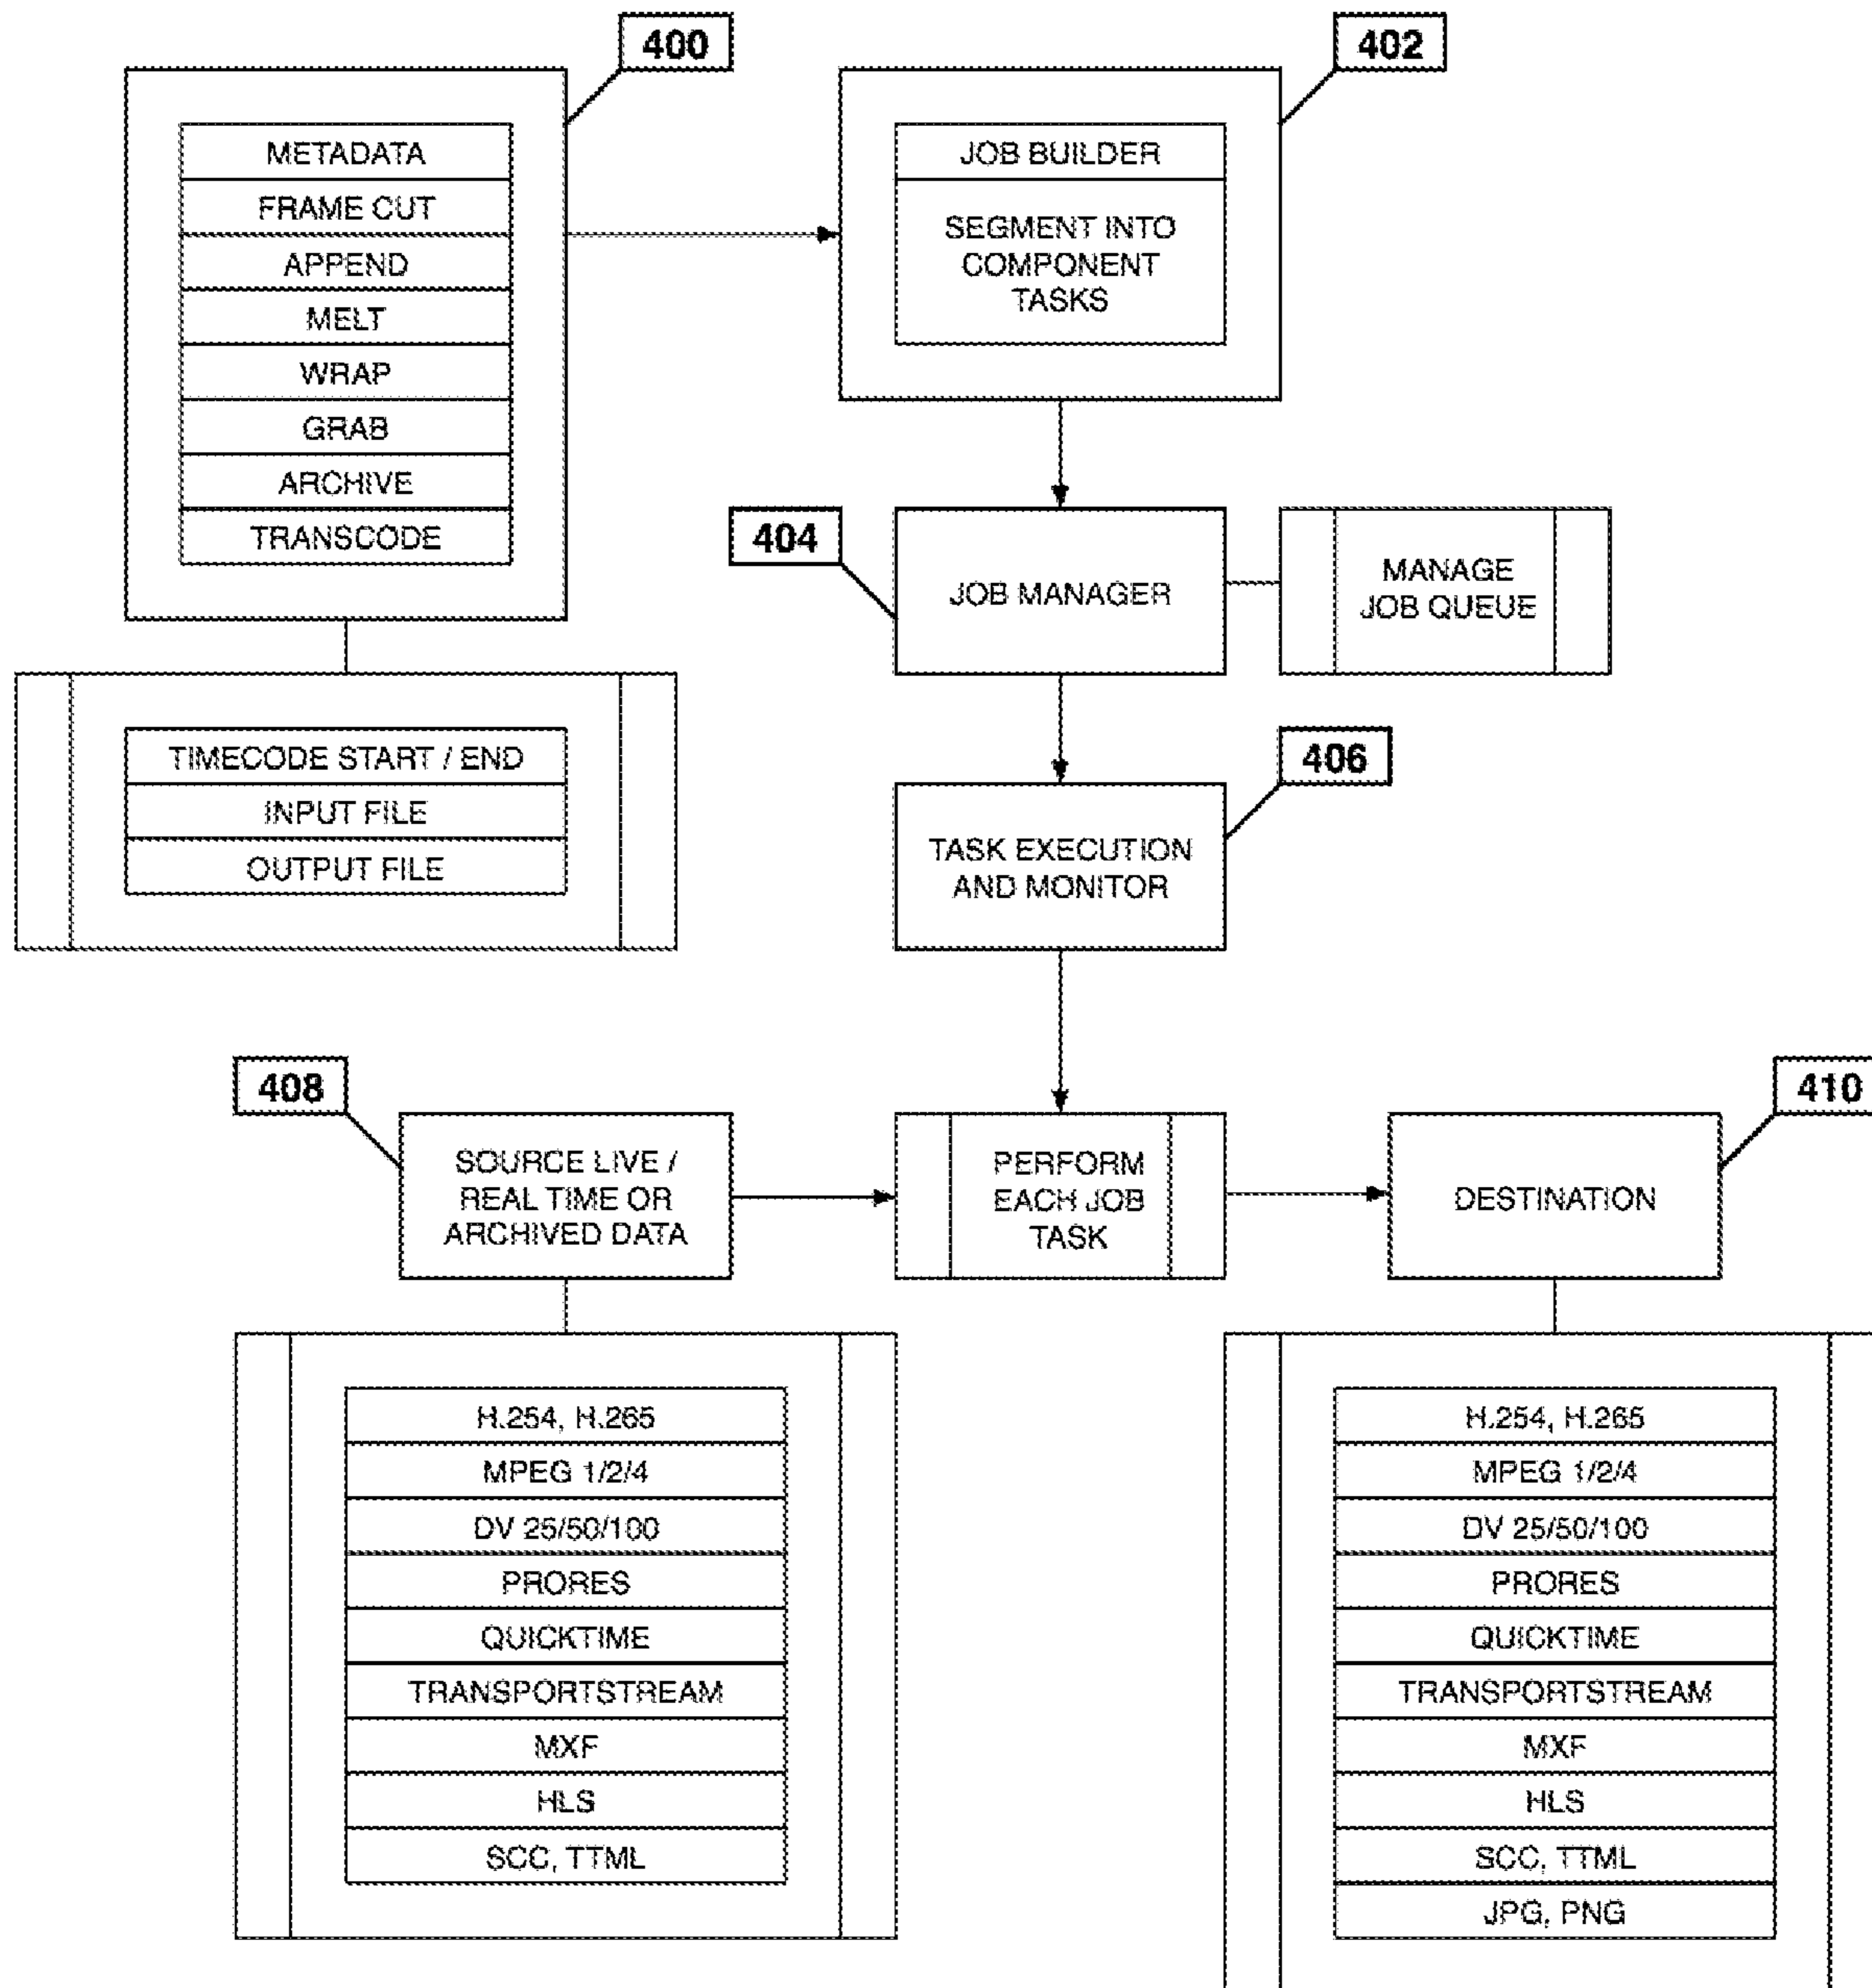 400
METADATA
FRAME CUT
APPEND
MELT
WRAP
GRAB
ARCHIVE
TRANSCODE
TIMECODE START / END
INPUT FILE
OUTPUT FILE
402
JOB BUILDER
SEGMENT INTO
COMPONENT
TASKS
404
JOB MANAGER
MANAGE
JOB QUEUE
406
TASK EXECUTION
AND MONITOR
408
SOURCE LIVE /
REAL TIME OR
ARCHIVED DATA
PERFORM
EACH JOB
TASK
410
DESTINATION
H.254, H.265
MPEG 1/2/4
DV 25/50/100
PRORES
QUICKTIME
TRANSPORTSTREAM
MXF
HLS
SCC, TTML
H.254, H.265
MPEG 1/2/4
DV 25/50/100
PRORES
QUICKTIME
TRANSPORTSTREAM
MXF
HLS
SCC, TTML
JPG, PNG